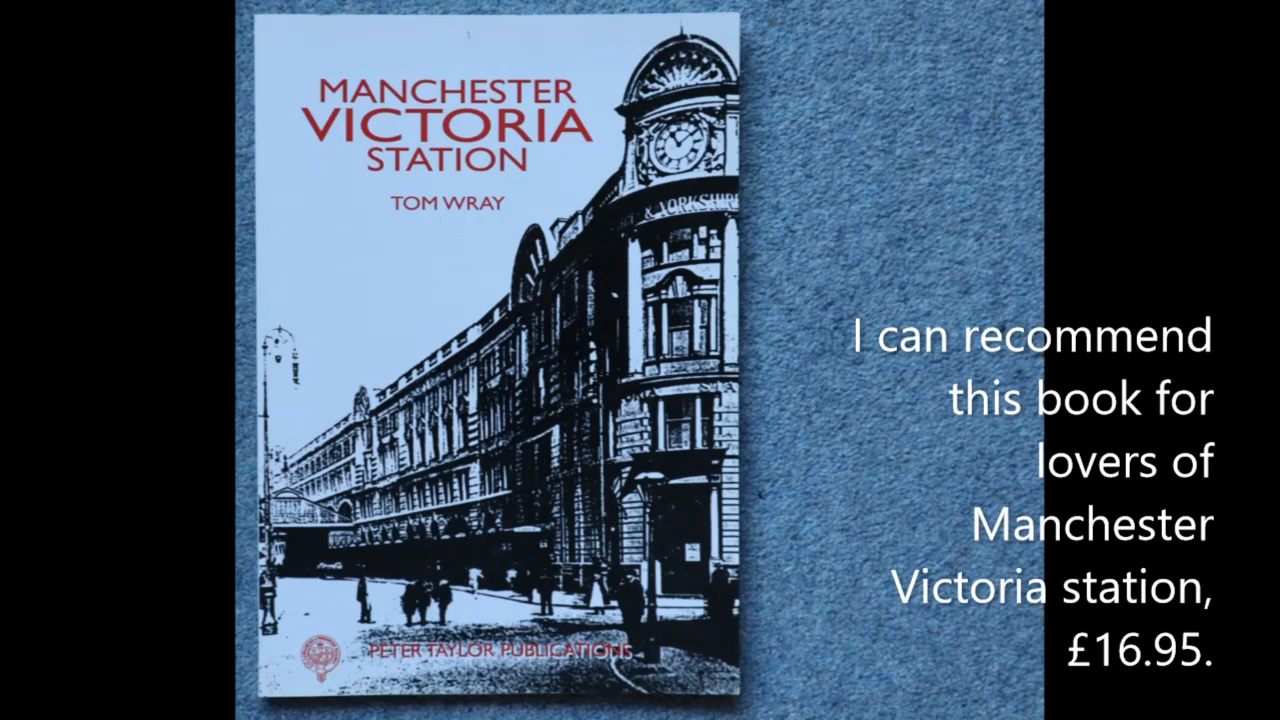 MANCHESTER
VICTORIA
STATION
TOM WRAY
& YORKSHIRE
PETER TAYLOR PUBLICATIONS
I can recommend
this book for
lovers of
Manchester
Victoria station,
£16.95.